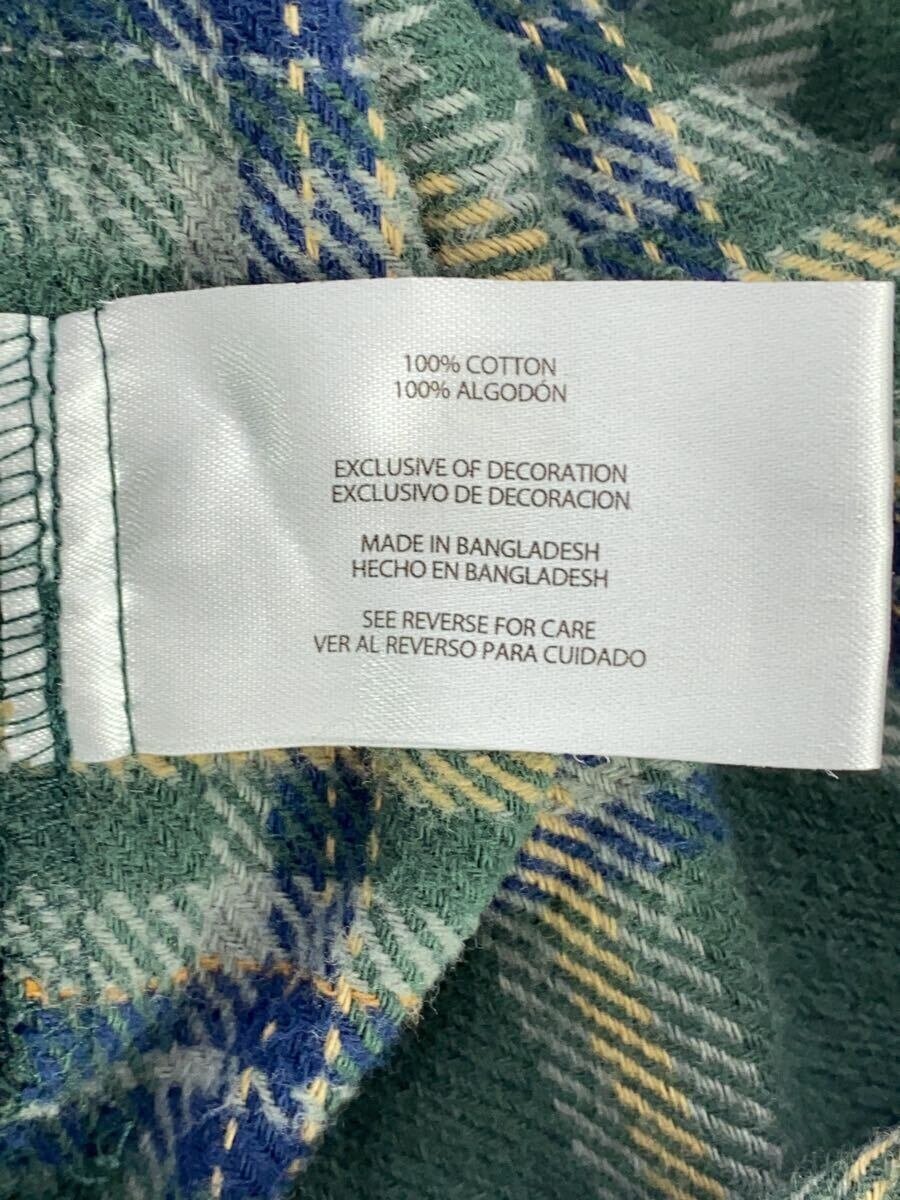 100% COTTON
100% ALGODÓN
EXCLUSIVE OF DECORATION
EXCLUSIVO DE DECORACION
MADE IN BANGLADESH
HECHO EN BANGLADESH
SEE REVERSE FOR CARE
VER AL REVERSO PARA CUIDADO